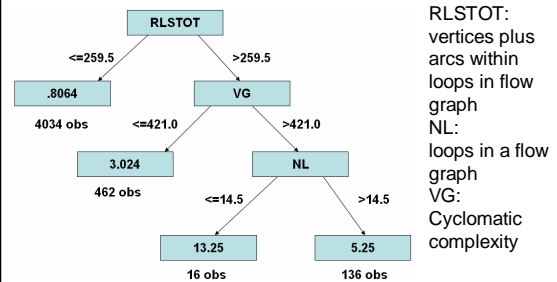 RLSTOT
<=259.5
>259.5
.8064
VG
4034 obs
<=421.0
>421.0
3.024
NL
462 obs
<=14.5
>14.5
13.25
5.25
16 obs
136 obs
RLSTOT:
vertices plus
arcs within
loops in flow
graph
NL:
loops in a flow
graph
VG:
Cyclomatic
complexity